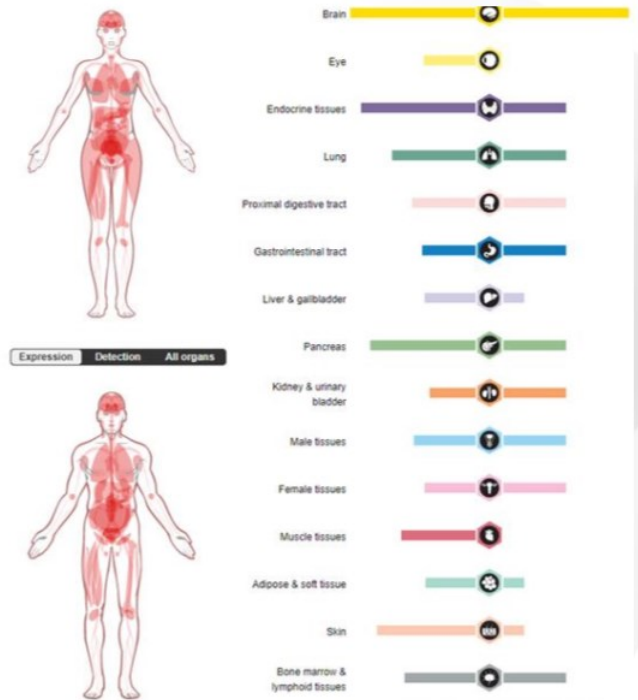 Brain
Eye
Endocrine tissues
Lung
Proximal digestive tract
Gastrointestinal tract
Liver & gallbladder
Pancreas
Expression Detection All organs
Kidney & urinary
bladder
Male tissues
Female tissues
Muscle tissues
Adipose & soft tissue
Skin
Bone marrow &
lymphoid tissues